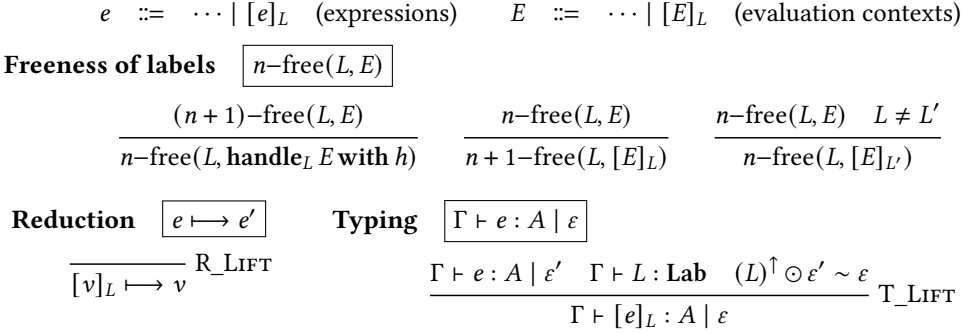 e ::= ⋯ | [e]_L (expressions) E ::= ⋯ | [E]_L (evaluation contexts)
Freeness of labels n−free(L, E)
(n + 1)−free(L, E) n−free(L, E) n−free(L, E) L ≠ L′
n−free(L, handle_L E with h) n + 1−free(L, [E]_L) n−free(L, [E]_L′)
Reduction e ⟼ e′ Typing Γ ⊢ e : A | ε
R_Lift
[v]_L ⟼ v
Γ ⊢ e : A | ε′ Γ ⊢ L : Lab (L)^↑ ⊙ ε′ ∼ ε
T_Lift
Γ ⊢ [e]_L : A | ε